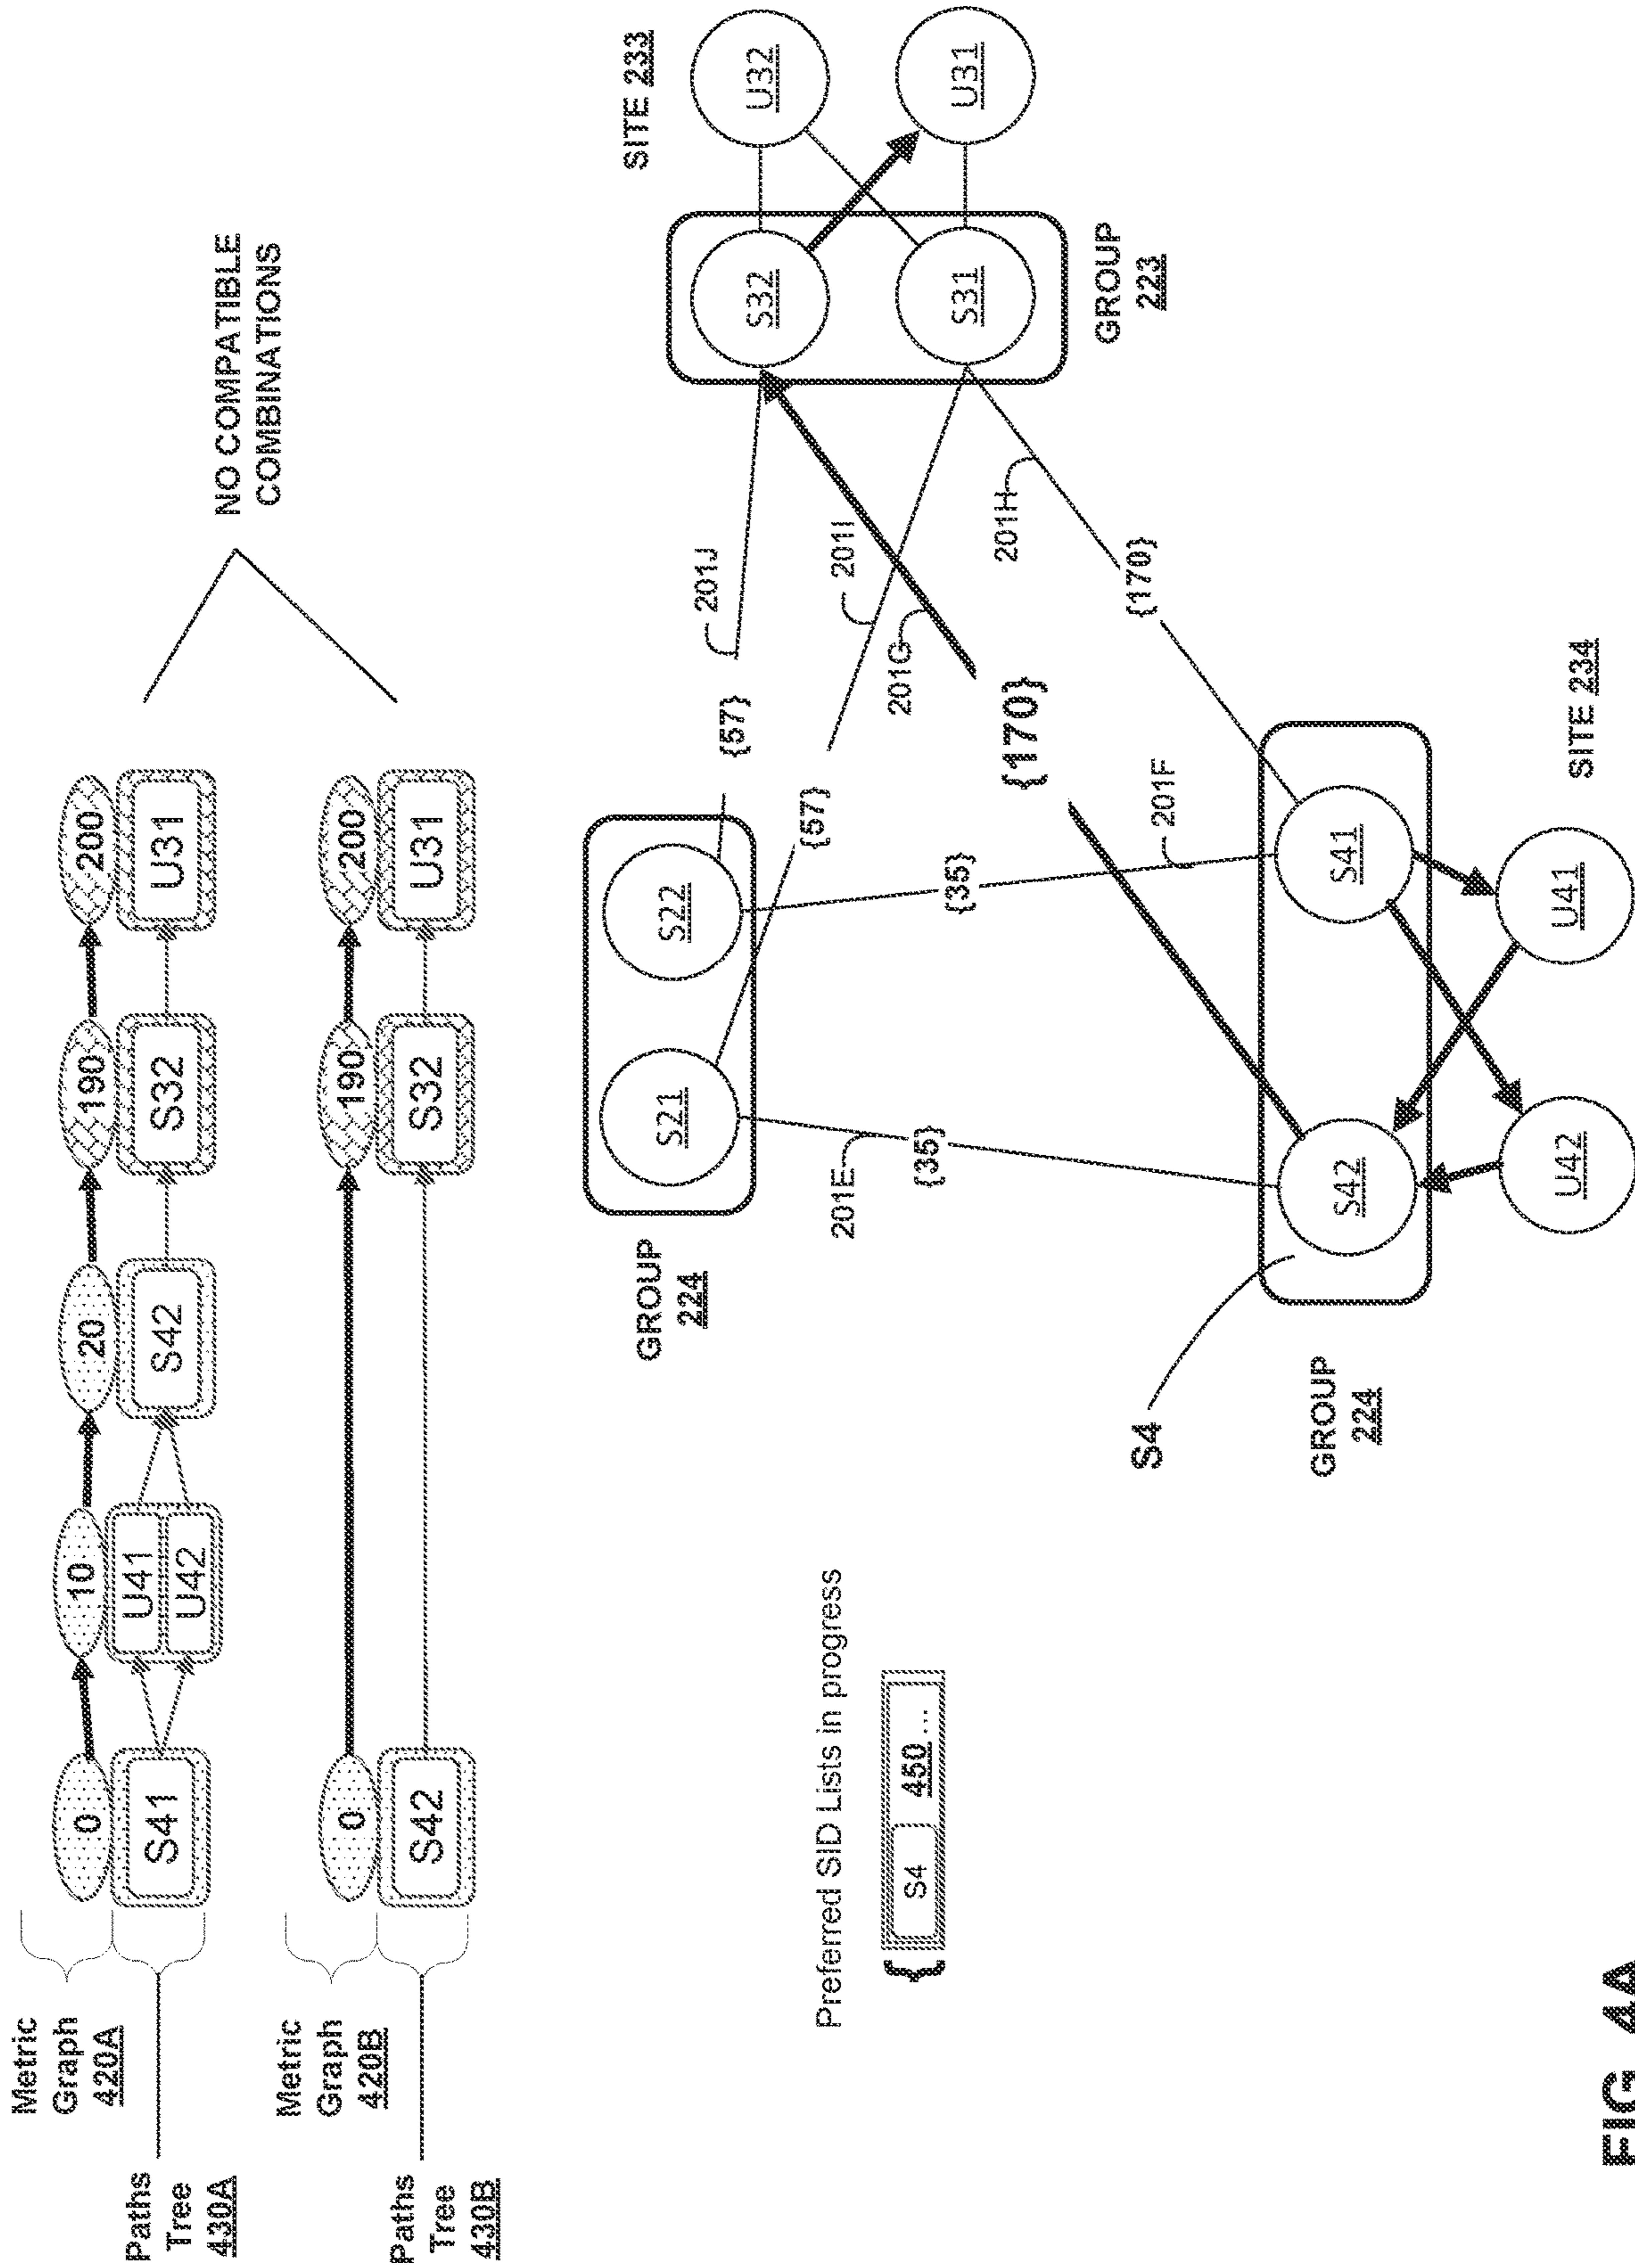 Metric
Graph
420A
Paths
Tree
430A
0
10
20
190
200
S41
U41
U42
S42
S32
U31
Metric
Graph
420B
Paths
Tree
430B
0
190
200
S42
S32
U31
NO COMPATIBLE
COMBINATIONS
Preferred SID Lists in progress
{
S4
450 ...
GROUP
224
S21
S22
201E
{35}
{35}
201F
{57}
{57}
201J
201I
201G
201H
{170}
{170}
SITE 233
S32
U32
S31
U31
GROUP
223
S4
GROUP
224
S42
S41
U42
U41
SITE 234
FIG. 4A